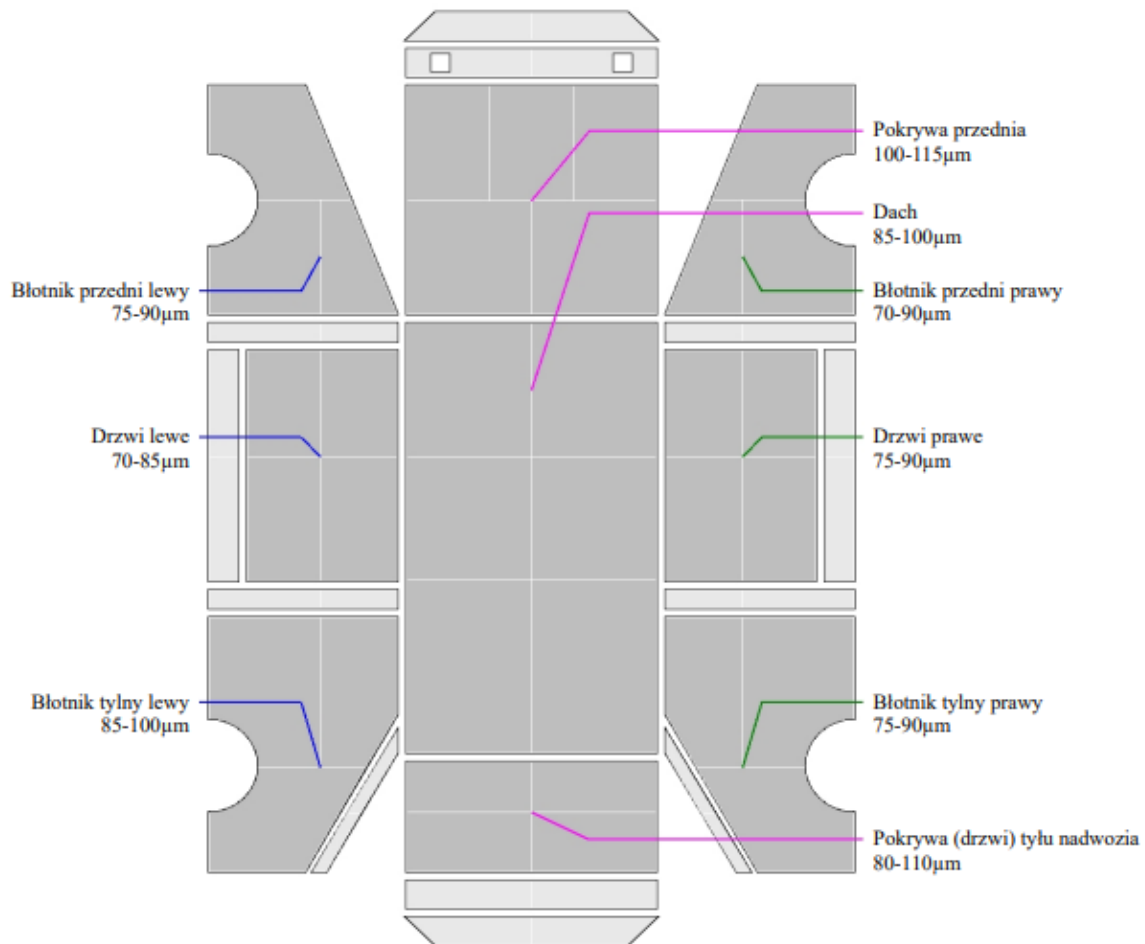 Pokrywa przednia
100-115µm
Dach
85-100µm
Błotnik przedni lewy
75-90µm
Błotnik przedni prawy
70-90µm
Drzwi lewe
70-85µm
Drzwi prawe
75-90µm
Błotnik tylny lewy
85-100µm
Błotnik tylny prawy
75-90µm
Pokrywa (drzwi) tyłu nadwozia
80-110µm